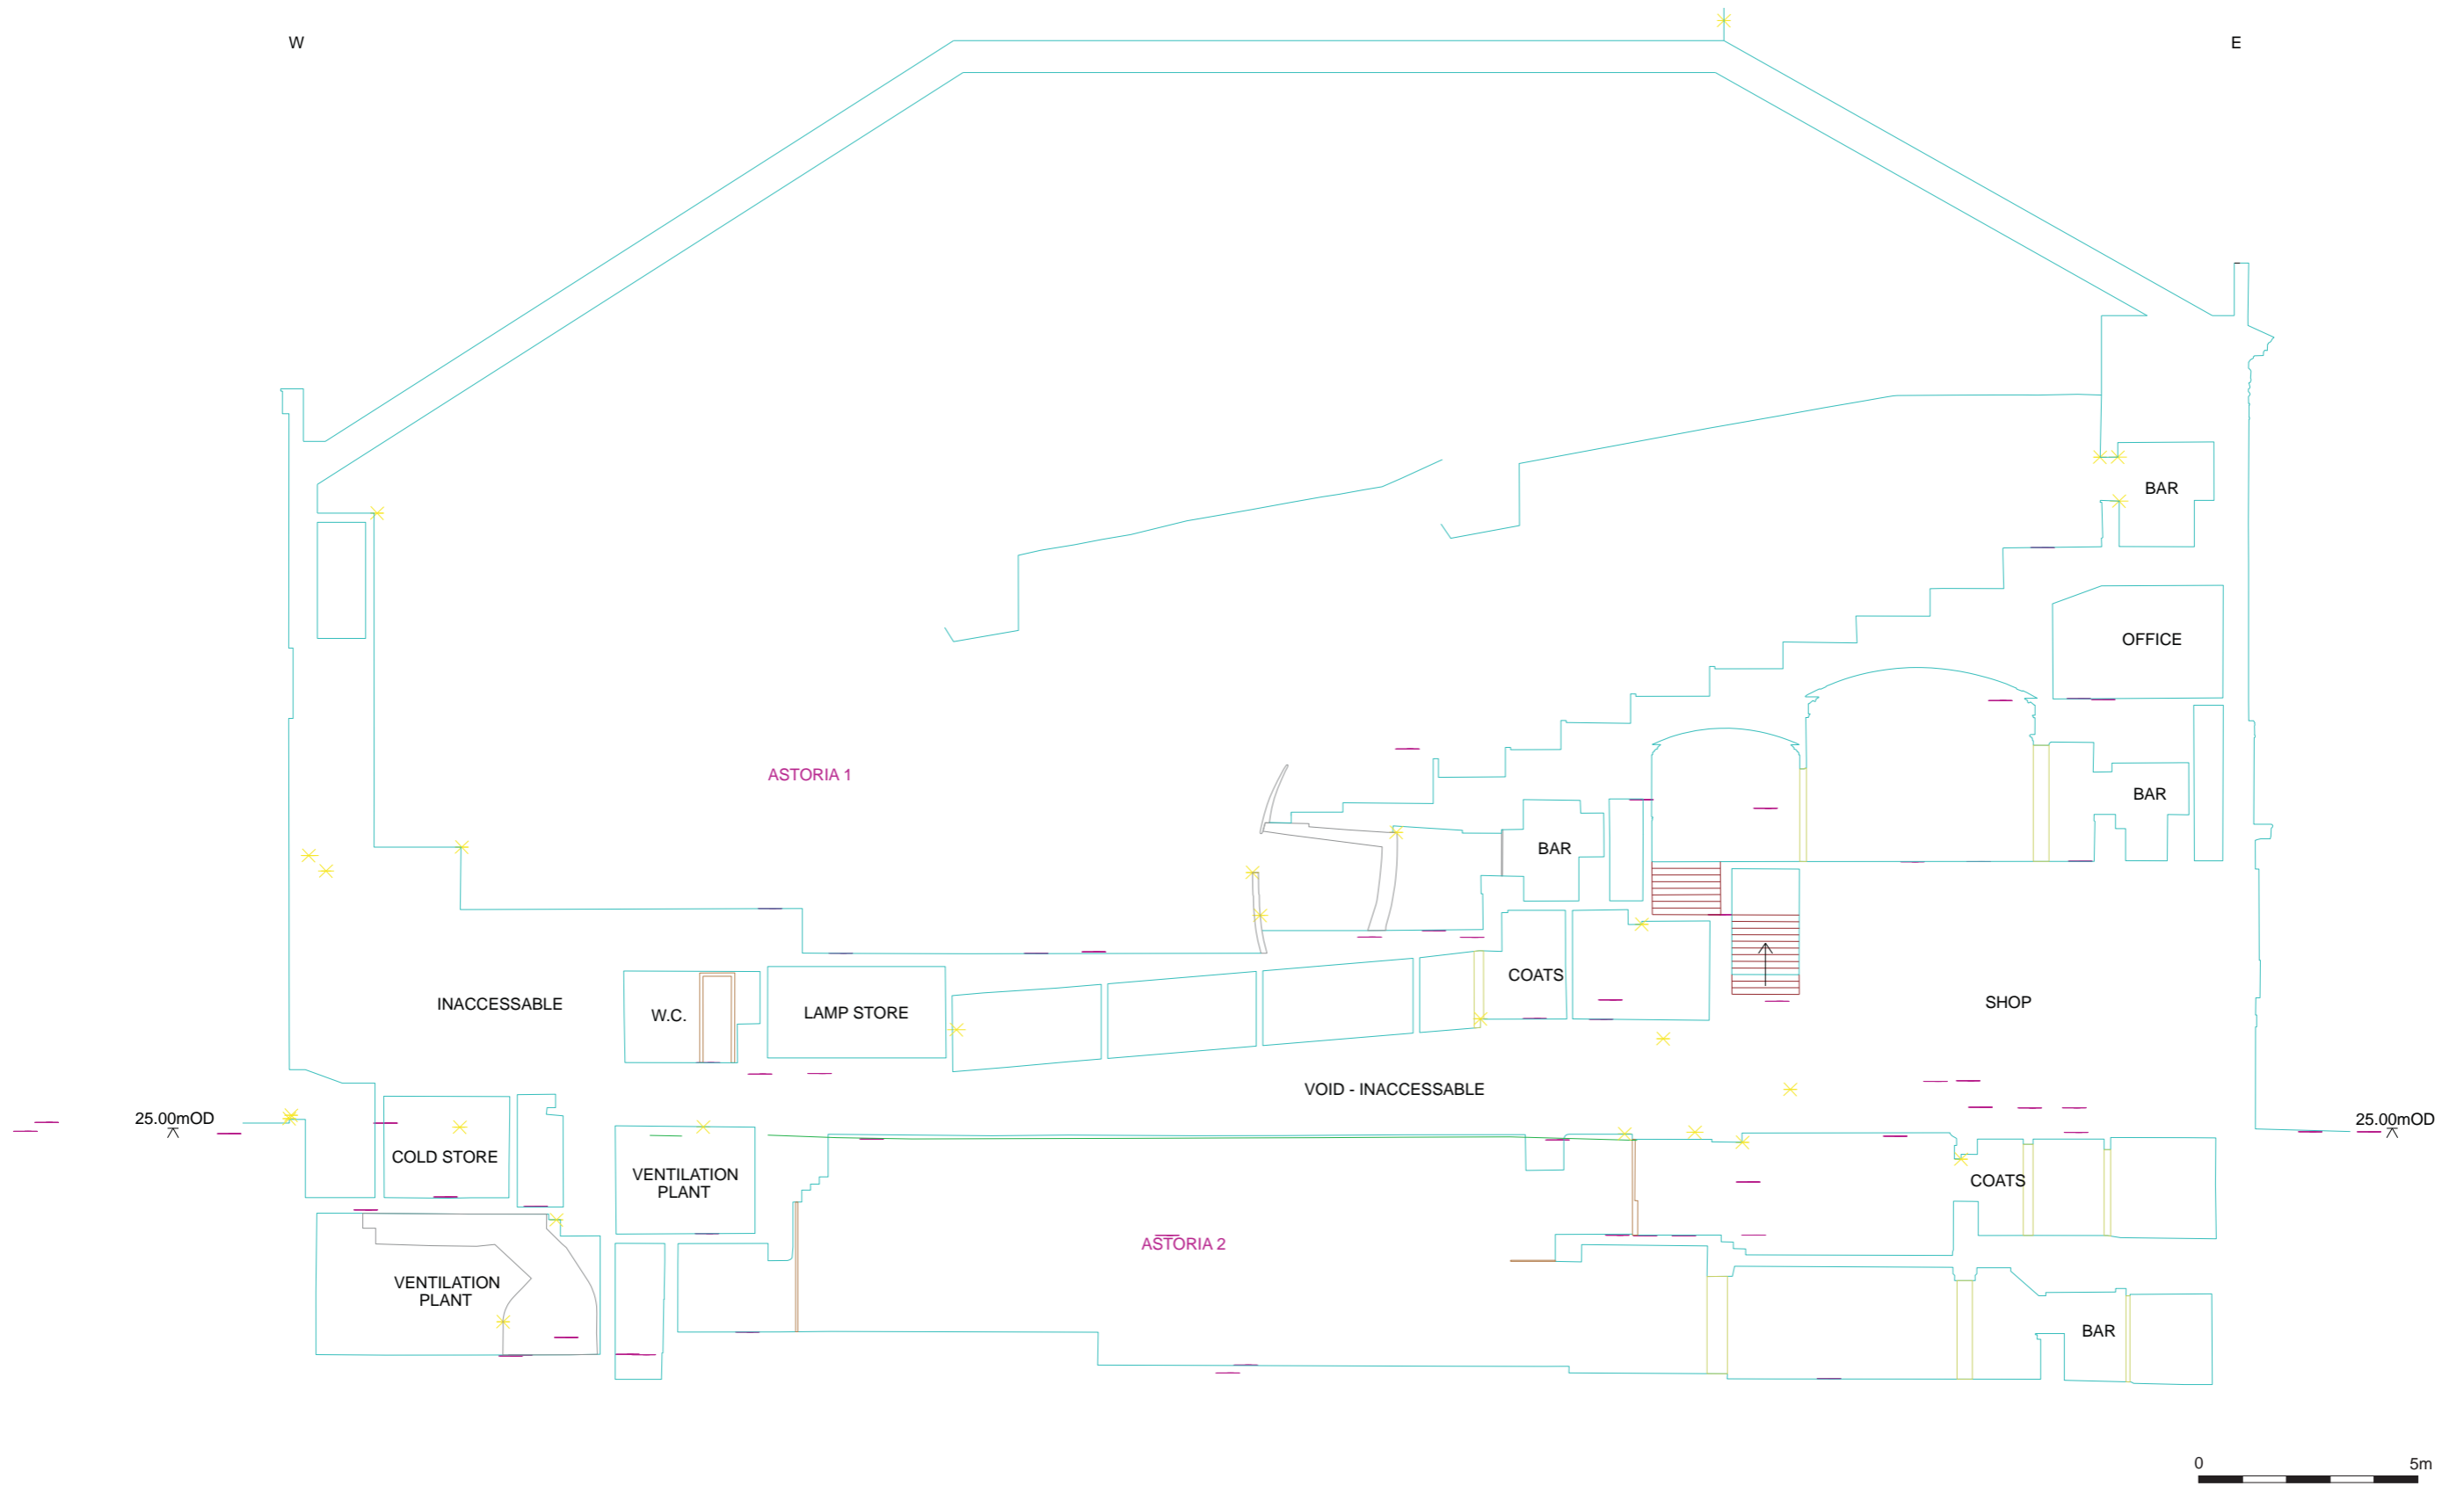 W
E
BAR
OFFICE
ASTORIA 1
BAR
BAR
COATS
INACCESSABLE
W.C.
LAMP STORE
SHOP
VOID - INACCESSABLE
25.00mOD
25.00mOD
COLD STORE
VENTILATION
PLANT
COATS
ASTORIA 2
VENTILATION
PLANT
BAR
0
5m